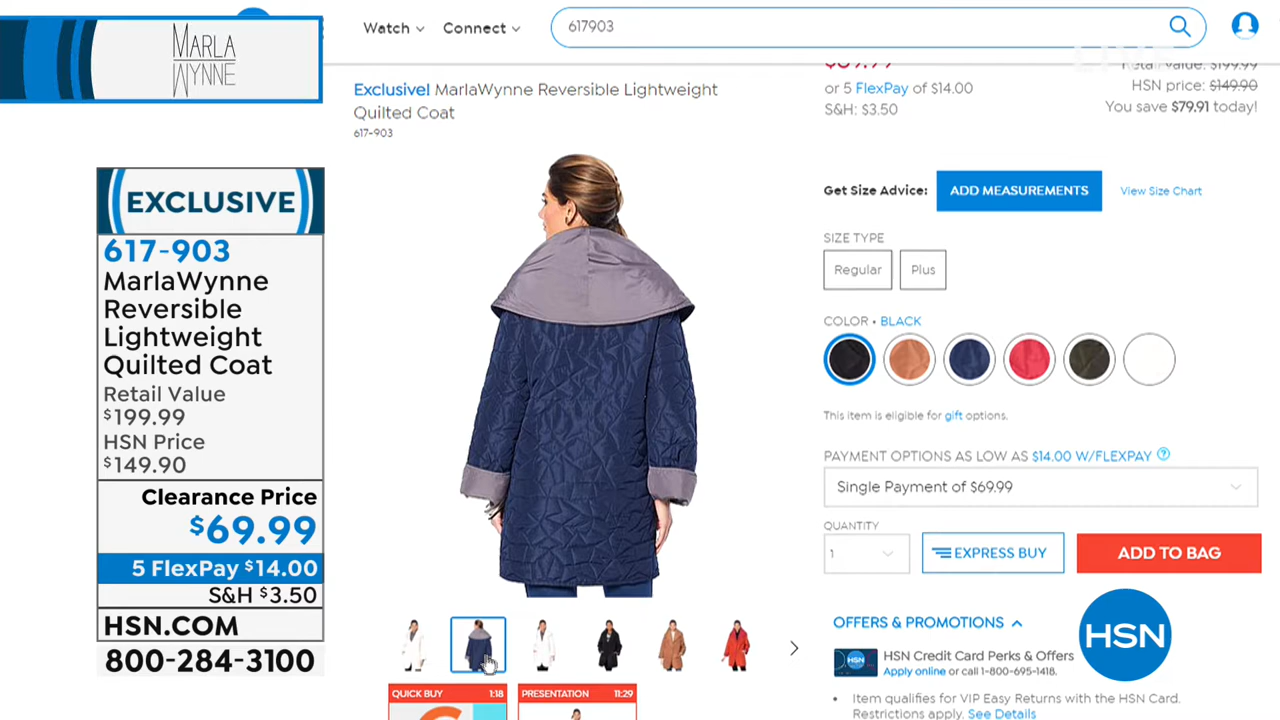 MARLA
WYNNE
Watch
Connect
617903
Exclusive! MarlaWynne Reversible Lightweight
Quilted Coat
617-903
$69.99
or 5 FlexPay of $14.00
S&H: $3.50
Retail Value: $199.99
HSN price: $149.90
You save $79.91 today!
EXCLUSIVE
617-903
MarlaWynne
Reversible
Lightweight
Quilted Coat
Retail Value
$199.99
HSN Price
$149.90
Clearance Price
$69.99
5 FlexPay $14.00
S&H $3.50
HSN.COM
800-284-3100
Get Size Advice:
ADD MEASUREMENTS
View Size Chart
SIZE TYPE
Regular
Plus
COLOR • BLACK
This item is eligible for gift options.
PAYMENT OPTIONS AS LOW AS $14.00 W/FLEXPAY ?
Single Payment of $69.99
QUANTITY
1
EXPRESS BUY
ADD TO BAG
OFFERS & PROMOTIONS
HSN
HSN Credit Card Perks & Offers
Apply online or call 1-800-695-1418.
HSN
• Item qualifies for VIP Easy Returns with the HSN Card.
Restrictions apply. See Details
QUICK BUY 1:18
PRESENTATION 11:29